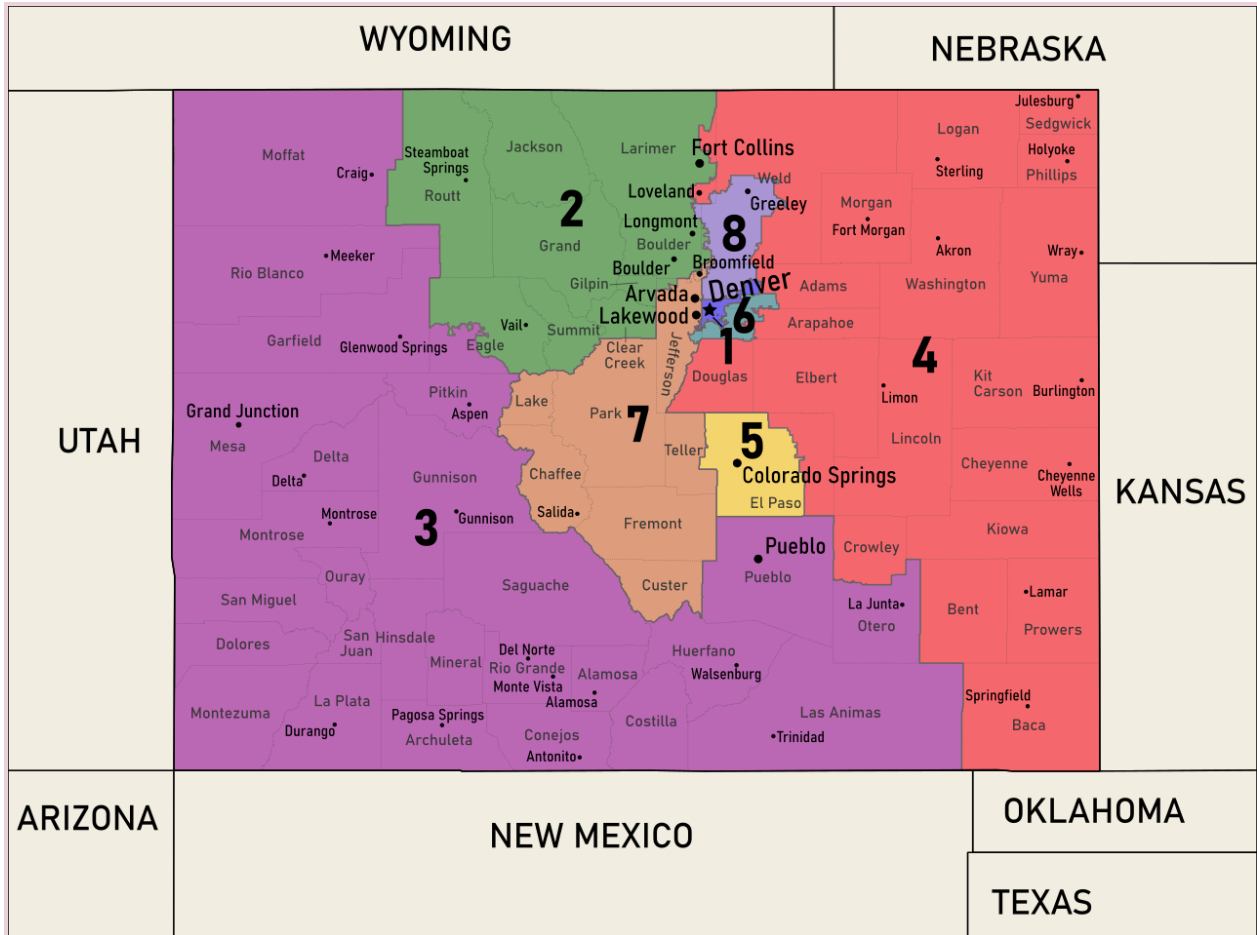 WYOMING
NEBRASKA
Julesburg
Sedgwick
Logan
Holyoke
Phillips
Sterling
Moffat
Craig
Steamboat
Springs
Routt
Jackson
Larimer
Fort Collins
Loveland
Weld
Greeley
2
Longmont
8
Morgan
Fort Morgan
Akron
Wray
Yuma
Washington
Meeker
Rio Blanco
Grand
Boulder
Boulder
Broomfield
Gilpin
Denver
Arvada
Lakewood
6
1
Adams
Arapahoe
Garfield
Glenwood Springs
Vail
Eagle
Summit
Clear
Creek
Jefferson
Douglas
Elbert
4
Limon
Kit
Carson
Burlington
Lincoln
Pitkin
Aspen
Lake
Park
7
Teller
5
Colorado Springs
El Paso
Cheyenne
Cheyenne
Wells
Grand Junction
Mesa
UTAH
Delta
Delta
Gunnison
Chaffee
Salida
KANSAS
Montrose
Montrose
3
Gunnison
Fremont
Pueblo
Pueblo
Crowley
Kiowa
Ouray
Saguache
Custer
San Miguel
La Junta
Otero
Bent
Lamar
Prowers
Dolores
San
Juan
Hinsdale
Mineral
Del Norte
Rio Grande
Monte Vista
Alamosa
Alamosa
Huerfano
Walsenburg
Montezuma
La Plata
Durango
Pagosa Springs
Archuleta
Conejos
Antonito
Costilla
Las Animas
Trinidad
Springfield
Baca
ARIZONA
NEW MEXICO
OKLAHOMA
TEXAS